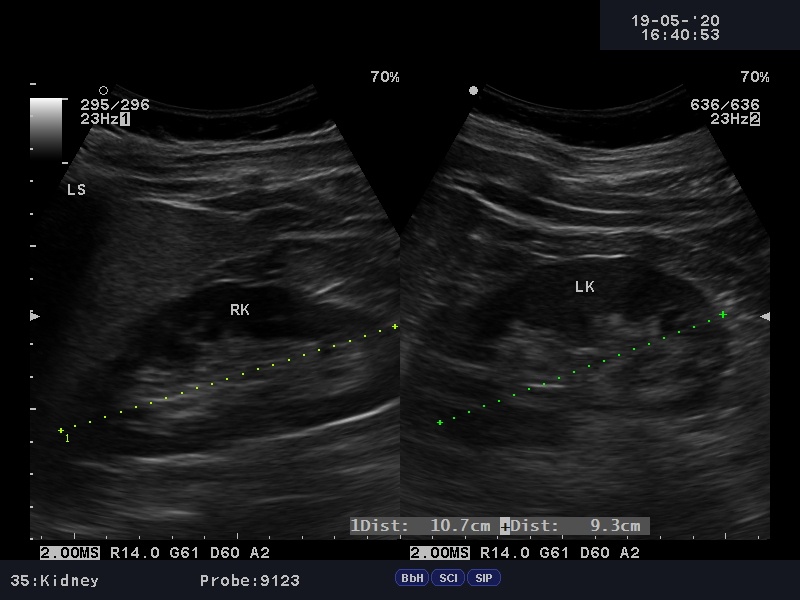 19-05-'20
16:40:53
70%
295/296
23Hz1
LS
RK
1
70%
636/636
23Hz2
LK
1Dist: 10.7cm +Dist: 9.3cm
2.00MS R14.0 G61 D60 A2
2.00MS R14.0 G61 D60 A2
35:Kidney Probe:9123 BbH SCI SIP